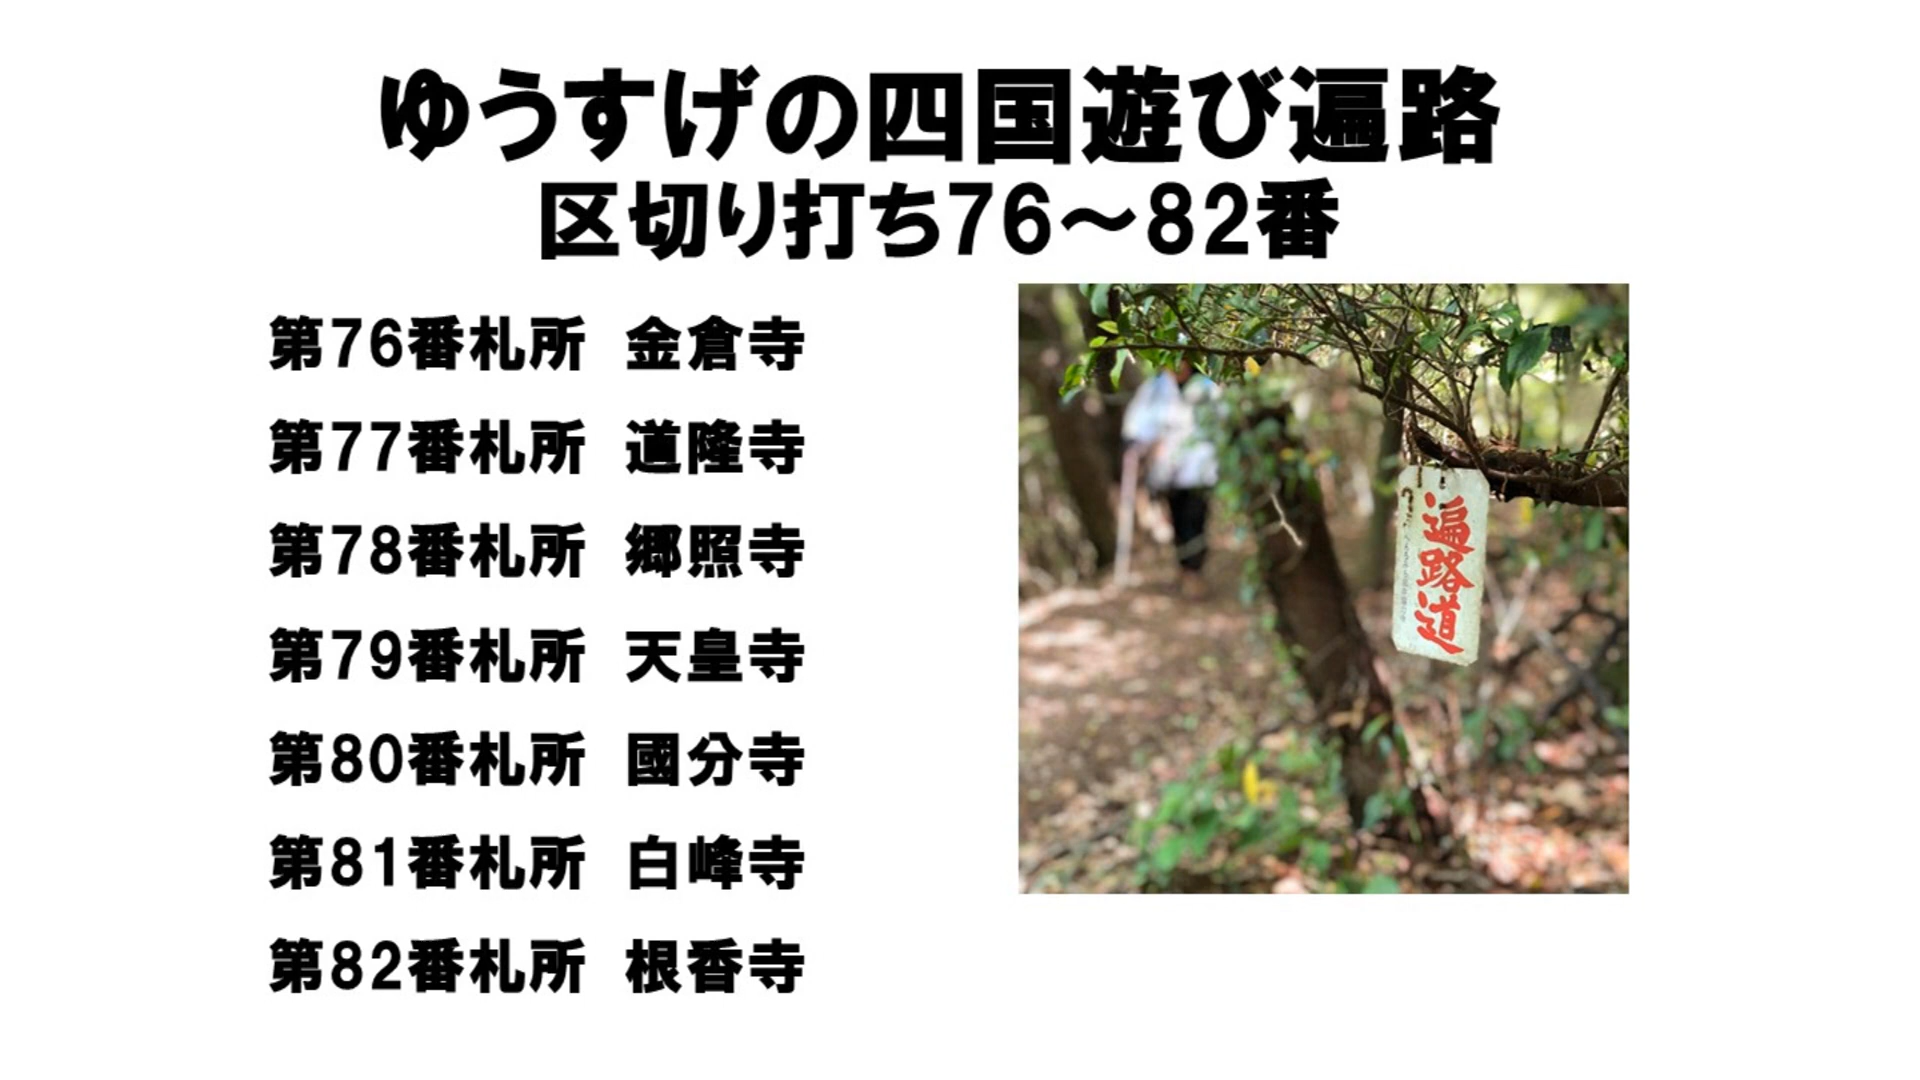 ゆうすげの四国遊び遍路
区切り打ち76～82番
第76番札所 金倉寺
第77番札所 道隆寺
第78番札所 郷照寺
第79番札所 天皇寺
第80番札所 國分寺
第81番札所 白峰寺
第82番札所 根香寺
遍路道